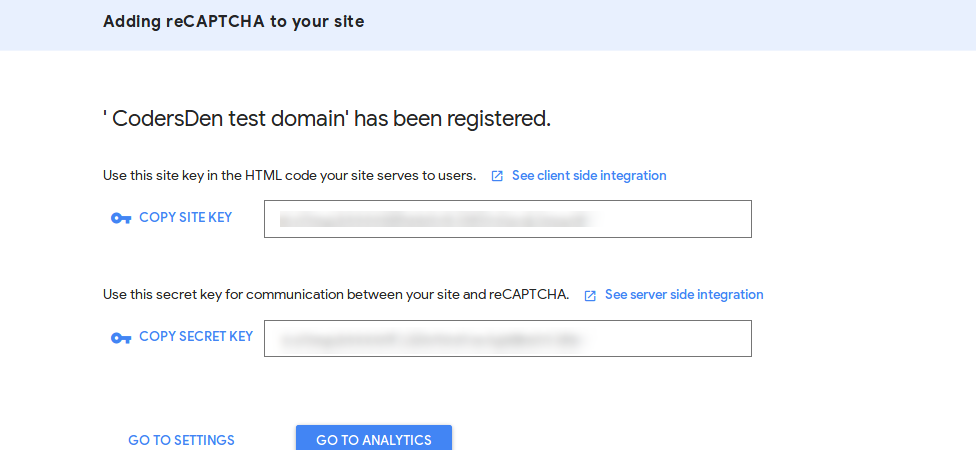 Adding reCAPTCHA to your site
' CodersDen test domain' has been registered.
Use this site key in the HTML code your site serves to users. See client side integration
COPY SITE KEY
Use this secret key for communication between your site and reCAPTCHA. See server side integration
COPY SECRET KEY
GO TO SETTINGS GO TO ANALYTICS